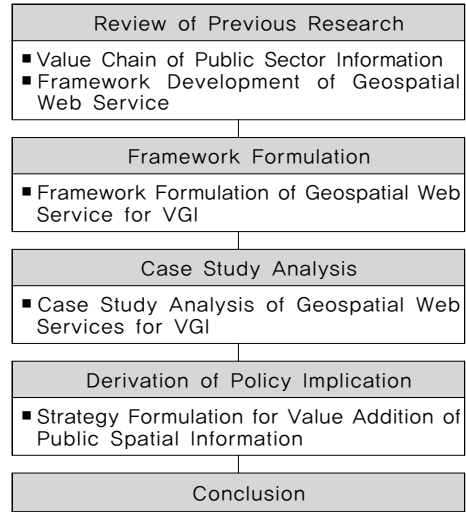 Review of Previous Research
■ Value Chain of Public Sector Information
■ Framework Development of Geospatial
Web Service
Framework Formulation
■ Framework Formulation of Geospatial Web
Service for VGI
Case Study Analysis
■ Case Study Analysis of Geospatial Web
Services for VGI
Derivation of Policy Implication
■ Strategy Formulation for Value Addition of
Public Spatial Information
Conclusion